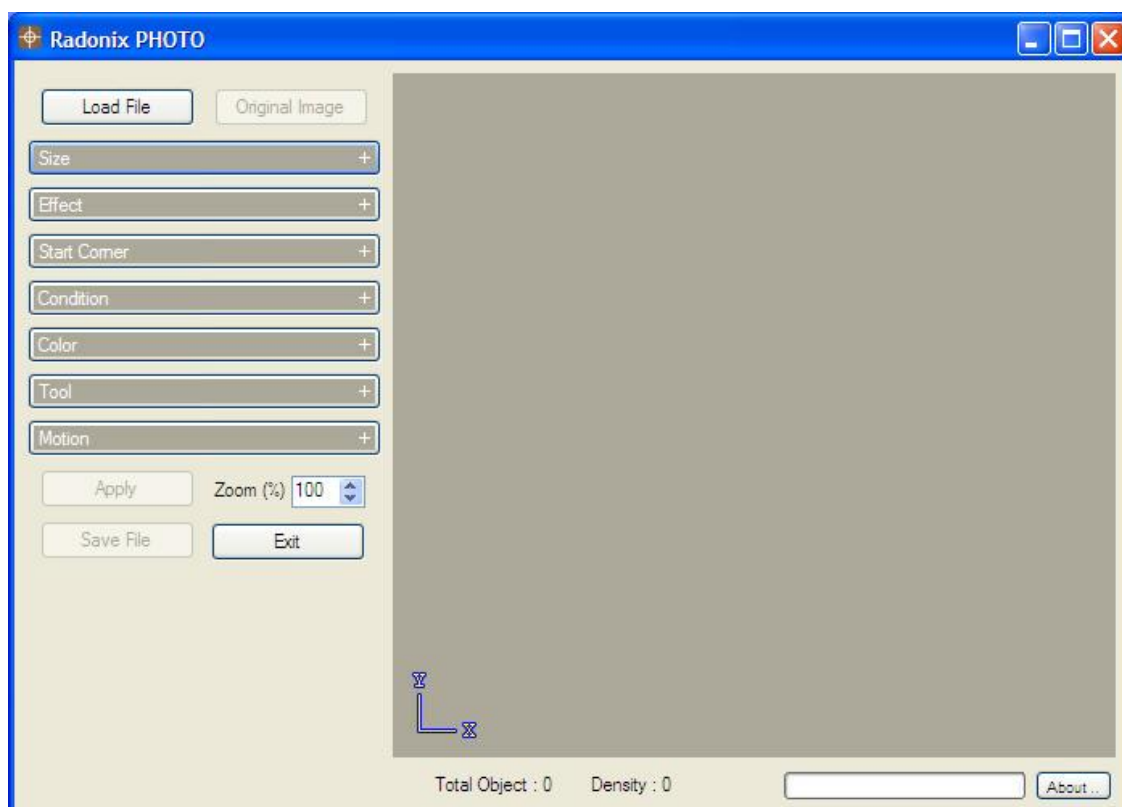 Radonix PHOTO
Load File Original Image
Size +
Effect +
Start Corner +
Condition +
Color +
Tool +
Motion +
Apply Zoom (%) 100
Save File Exit
Y
X
Total Object : 0 Density : 0 About ..